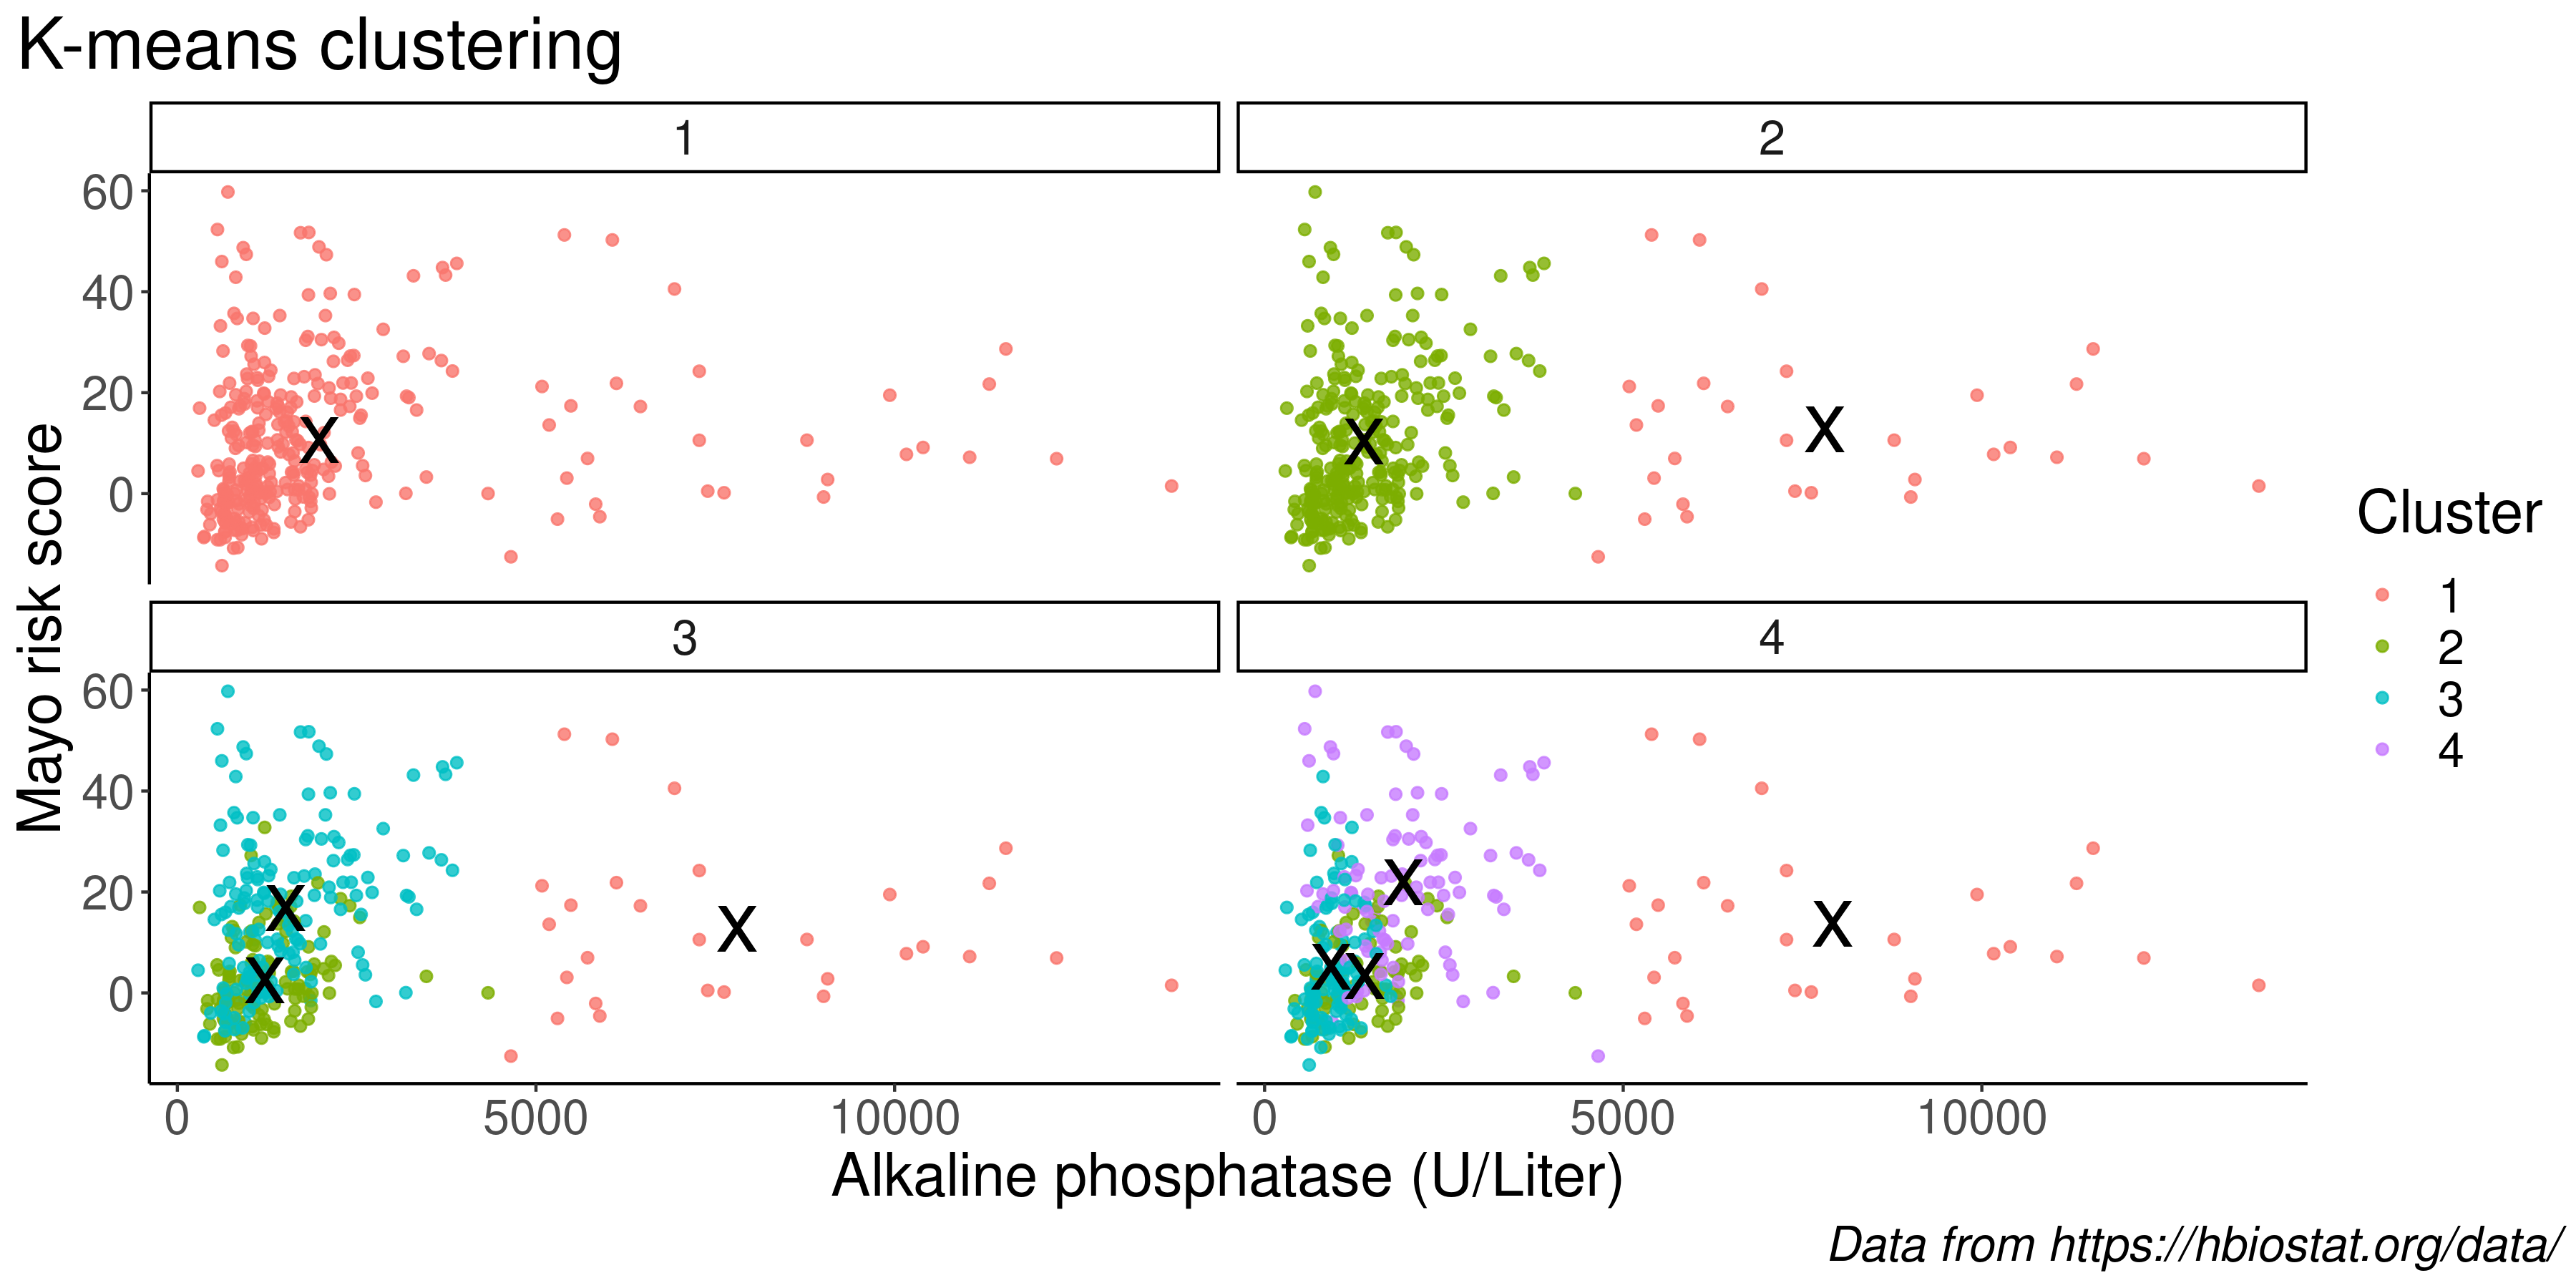 K-means clustering
1
2
60
40
20
0
3
4
60
40
20
0
0
5000
10000
0
5000
10000
Mayo risk score
Alkaline phosphatase (U/Liter)
Cluster
1
2
3
4
X
X
X
X
X
X
X
X
X
X
Data from https://hbiostat.org/data/